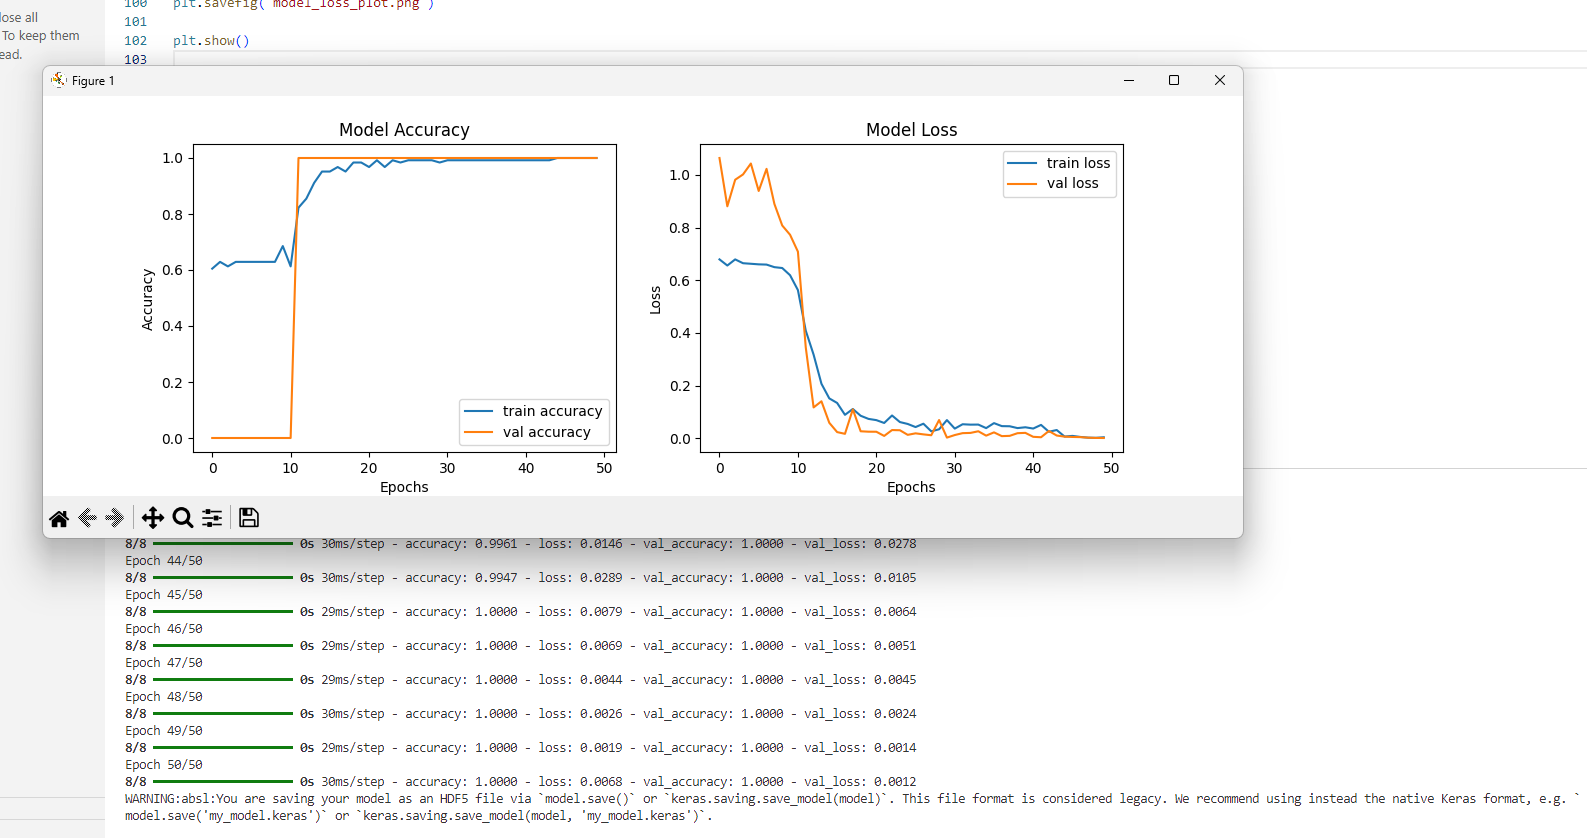 lose all
To keep them
ead.
100 plt.savefig('model_loss_plot.png')
101
102 plt.show()
103
Figure 1
Model Accuracy
1.0
0.8
0.6
0.4
0.2
0.0
Accuracy
train accuracy
val accuracy
0 10 20 30 40 50
Epochs
Model Loss
train loss
val loss
1.0
0.8
0.6
0.4
0.2
0.0
Loss
0 10 20 30 40 50
Epochs
8/8 0s 30ms/step - accuracy: 0.9961 - loss: 0.0146 - val_accuracy: 1.0000 - val_loss: 0.0278
Epoch 44/50
8/8 0s 30ms/step - accuracy: 0.9947 - loss: 0.0289 - val_accuracy: 1.0000 - val_loss: 0.0105
Epoch 45/50
8/8 0s 29ms/step - accuracy: 1.0000 - loss: 0.0079 - val_accuracy: 1.0000 - val_loss: 0.0064
Epoch 46/50
8/8 0s 29ms/step - accuracy: 1.0000 - loss: 0.0069 - val_accuracy: 1.0000 - val_loss: 0.0051
Epoch 47/50
8/8 0s 29ms/step - accuracy: 1.0000 - loss: 0.0044 - val_accuracy: 1.0000 - val_loss: 0.0045
Epoch 48/50
8/8 0s 30ms/step - accuracy: 1.0000 - loss: 0.0026 - val_accuracy: 1.0000 - val_loss: 0.0024
Epoch 49/50
8/8 0s 29ms/step - accuracy: 1.0000 - loss: 0.0019 - val_accuracy: 1.0000 - val_loss: 0.0014
Epoch 50/50
8/8 0s 30ms/step - accuracy: 1.0000 - loss: 0.0068 - val_accuracy: 1.0000 - val_loss: 0.0012
WARNING:absl:You are saving your model as an HDF5 file via `model.save()` or `keras.saving.save_model(model)`. This file format is considered legacy. We recommend using instead the native Keras format, e.g. `
model.save('my_model.keras')` or `keras.saving.save_model(model, 'my_model.keras')`.